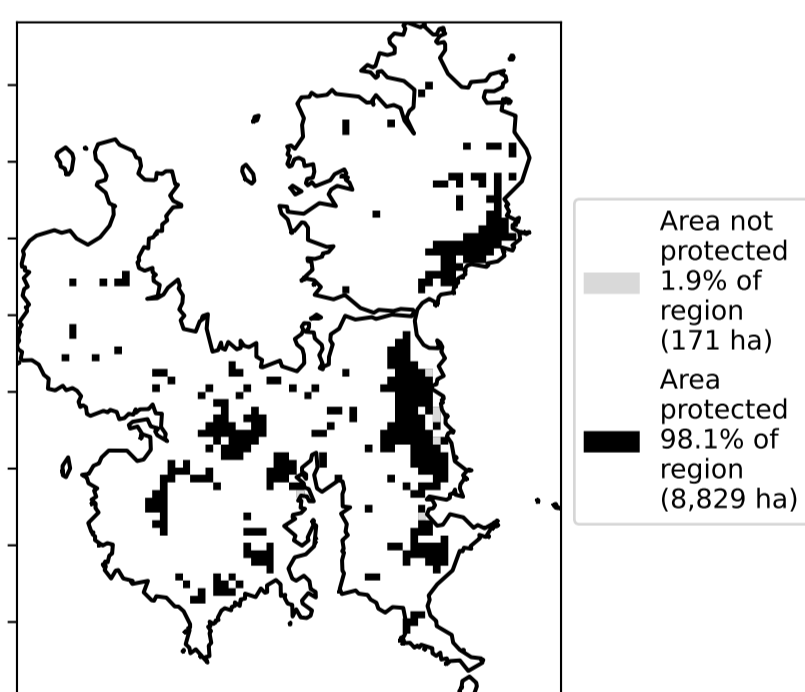 Area not
protected
1.9% of
region
(171 ha)
Area
protected
98.1% of
region
(8,829 ha)